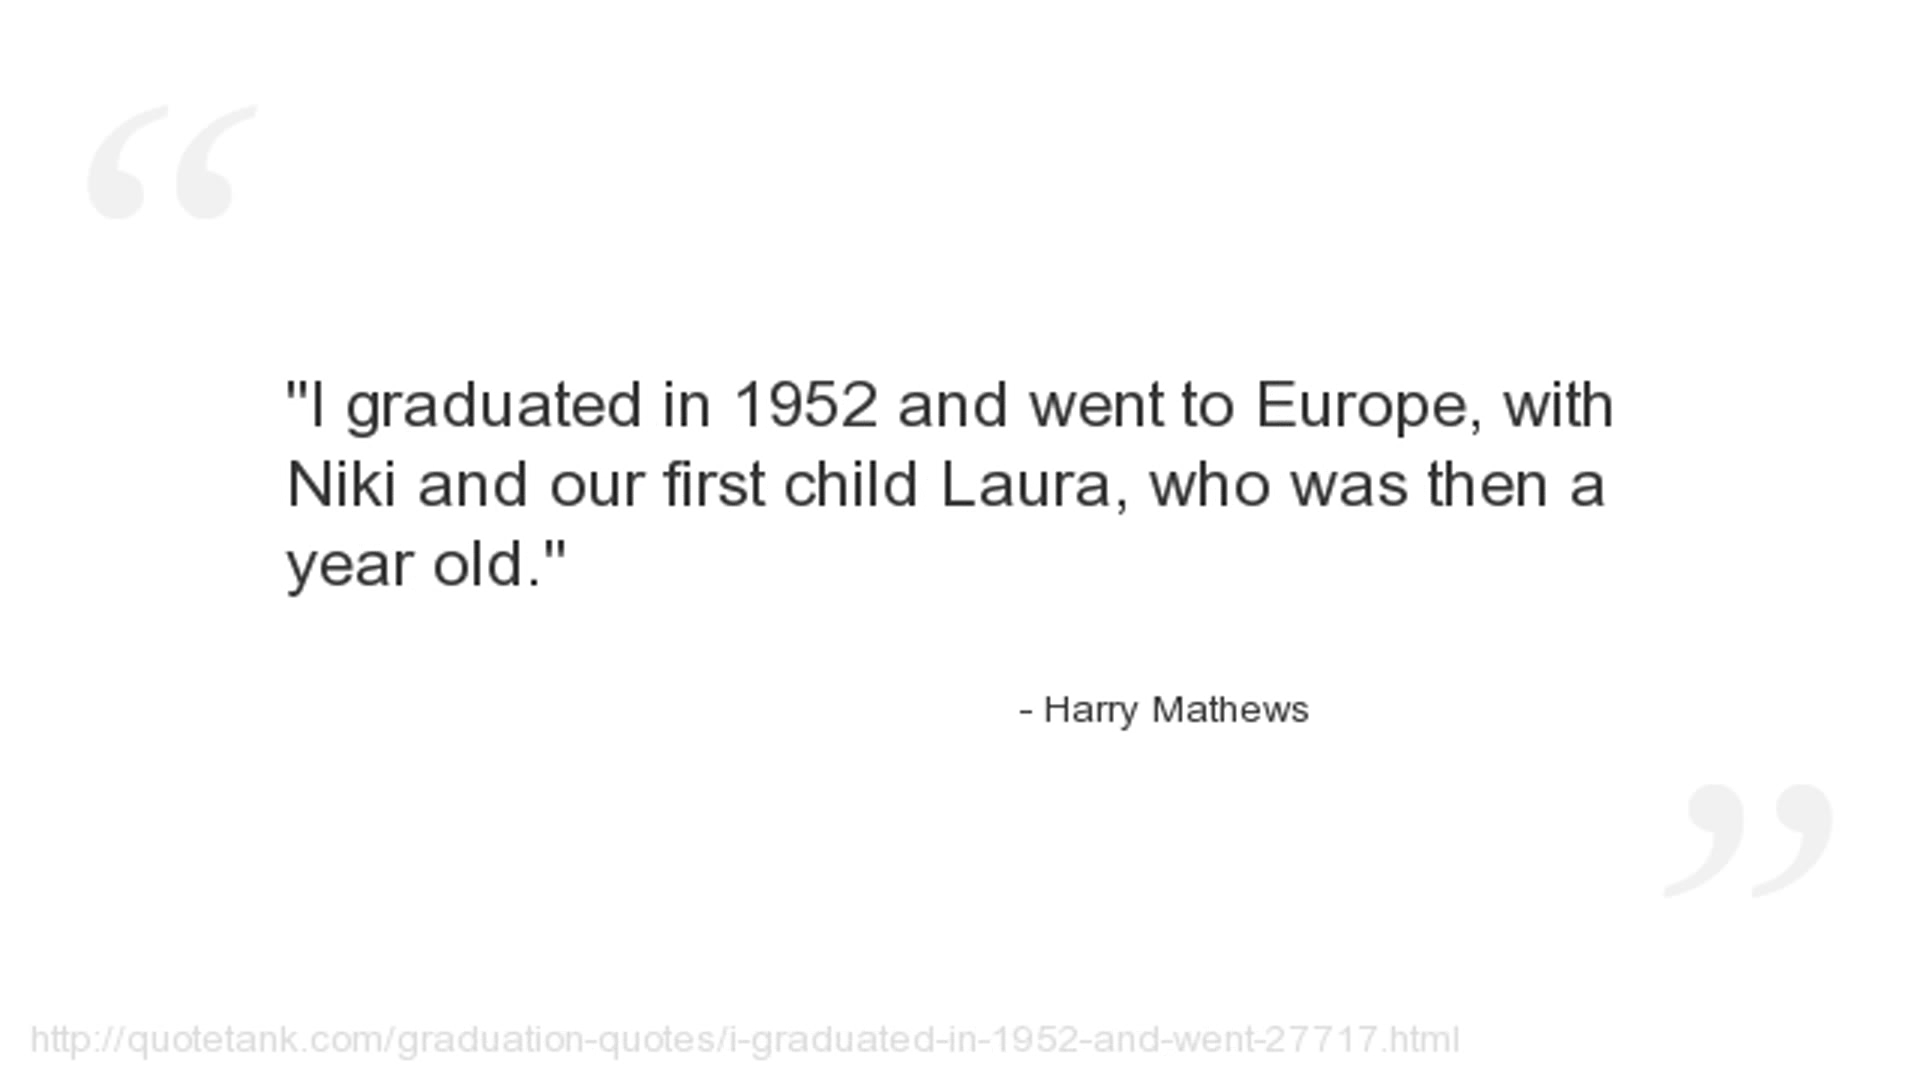 "I graduated in 1952 and went to Europe, with
Niki and our first child Laura, who was then a
year old."
- Harry Mathews
http://quotetank.com/graduation-quotes/i-graduated-in-1952-and-went-27717.html